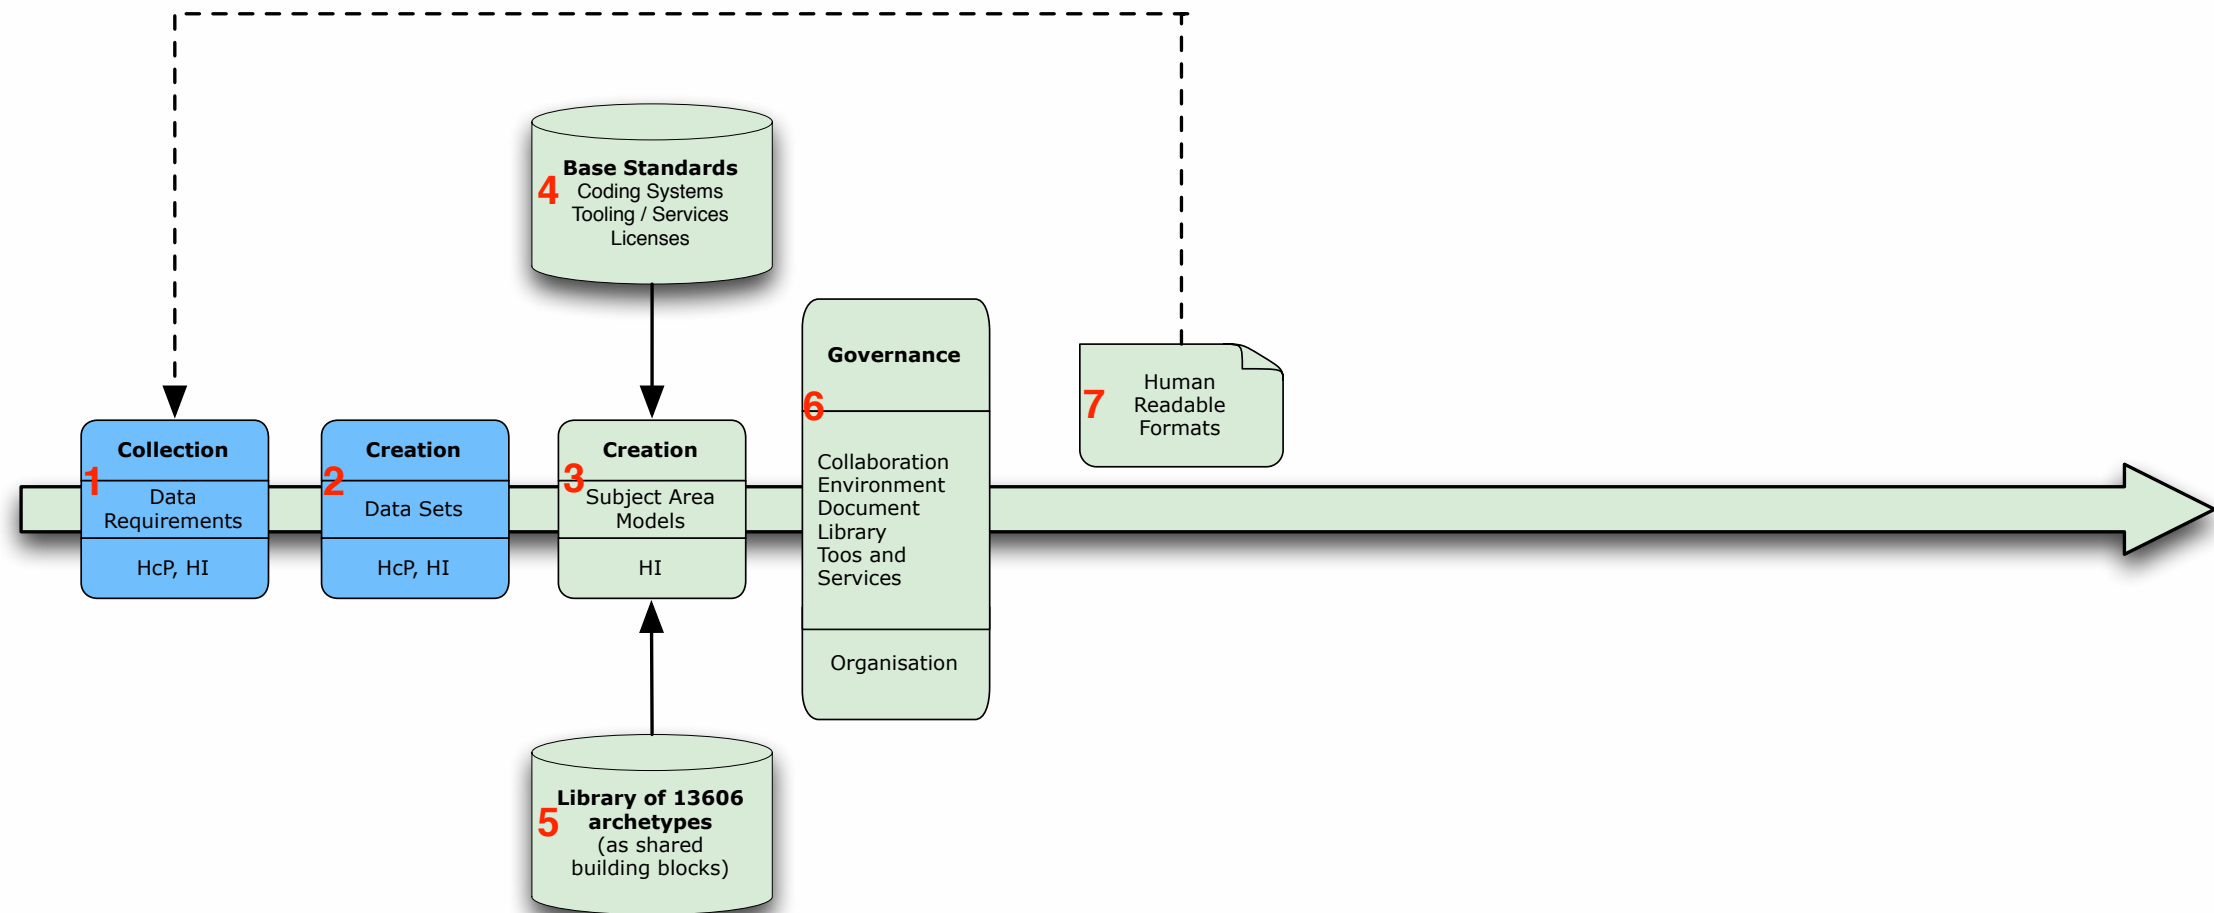 4
Base Standards
Coding Systems
Tooling / Services
Licenses
1
Collection
Data
Requirements
HcP, HI
2
Creation
Data Sets
HcP, HI
3
Creation
Subject Area
Models
HI
5
Library of 13606
archetypes
(as shared
building blocks)
6
Governance
Collaboration
Environment
Document
Library
Toos and
Services
Organisation
7
Human
Readable
Formats